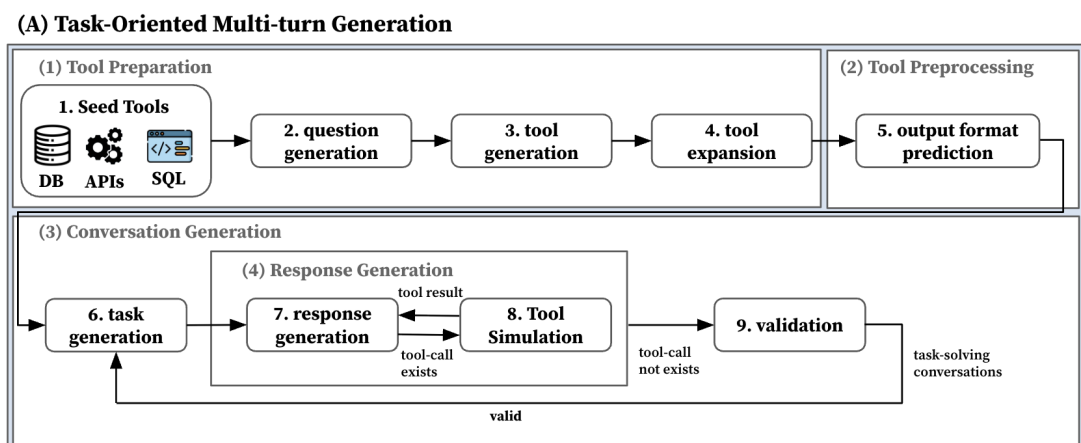 (A) Task-Oriented Multi-turn Generation
(1) Tool Preparation
(2) Tool Preprocessing
1. Seed Tools
</>
DB
APIs
SQL
2. question
generation
3. tool
generation
4. tool
expansion
5. output format
prediction
(3) Conversation Generation
(4) Response Generation
6. task
generation
7. response
generation
tool result
tool-call
exists
8. Tool
Simulation
tool-call
not exists
9. validation
task-solving
conversations
valid